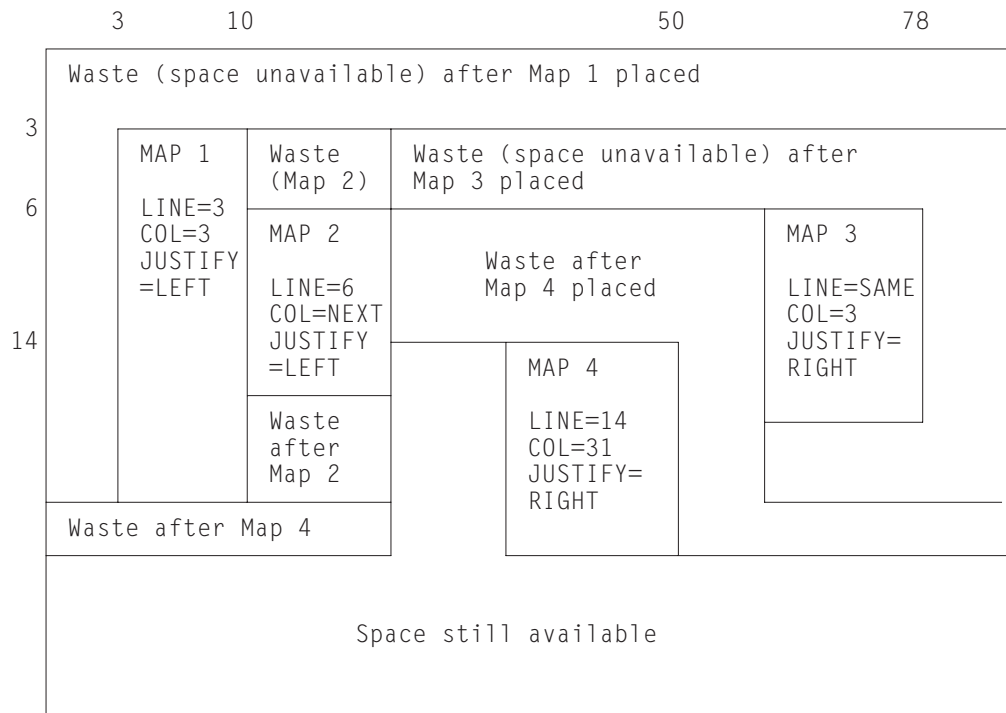 3 10 50 78
Waste (space unavailable) after Map 1 placed
3
MAP 1
LINE=3
COL=3
JUSTIFY
=LEFT
Waste
(Map 2)
Waste (space unavailable) after
Map 3 placed
6
MAP 2
LINE=6
COL=NEXT
JUSTIFY
=LEFT
Waste after
Map 4 placed
MAP 3
LINE=SAME
COL=3
JUSTIFY=
RIGHT
14
MAP 4
LINE=14
COL=31
JUSTIFY=
RIGHT
Waste
after
Map 2
Waste after Map 4
Space still available